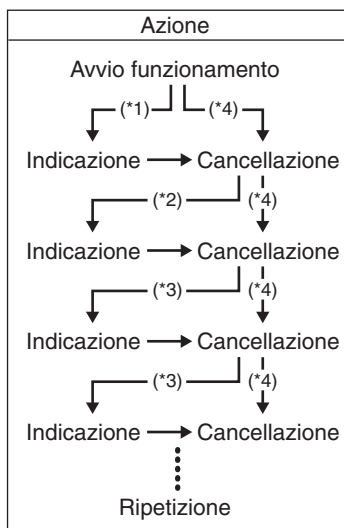 Azione
Avvio funzionamento
(*1) (*4)
Indicazione Cancellazione
(*2) (*4)
Indicazione Cancellazione
(*3) (*4)
Indicazione Cancellazione
(*3) (*4)
Indicazione Cancellazione
Ripetizione